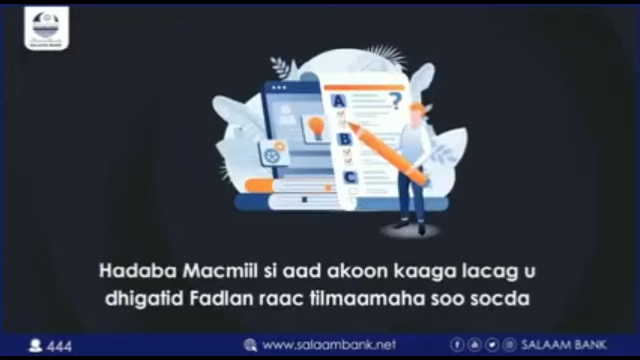 SALAAM BANK
A
?
B
C
Hadaba Macmiil si aad akoon kaaga lacag u
dhigatid Fadlan raac tilmaamaha soo socda
444
www.salaambank.net
SALAAM BANK